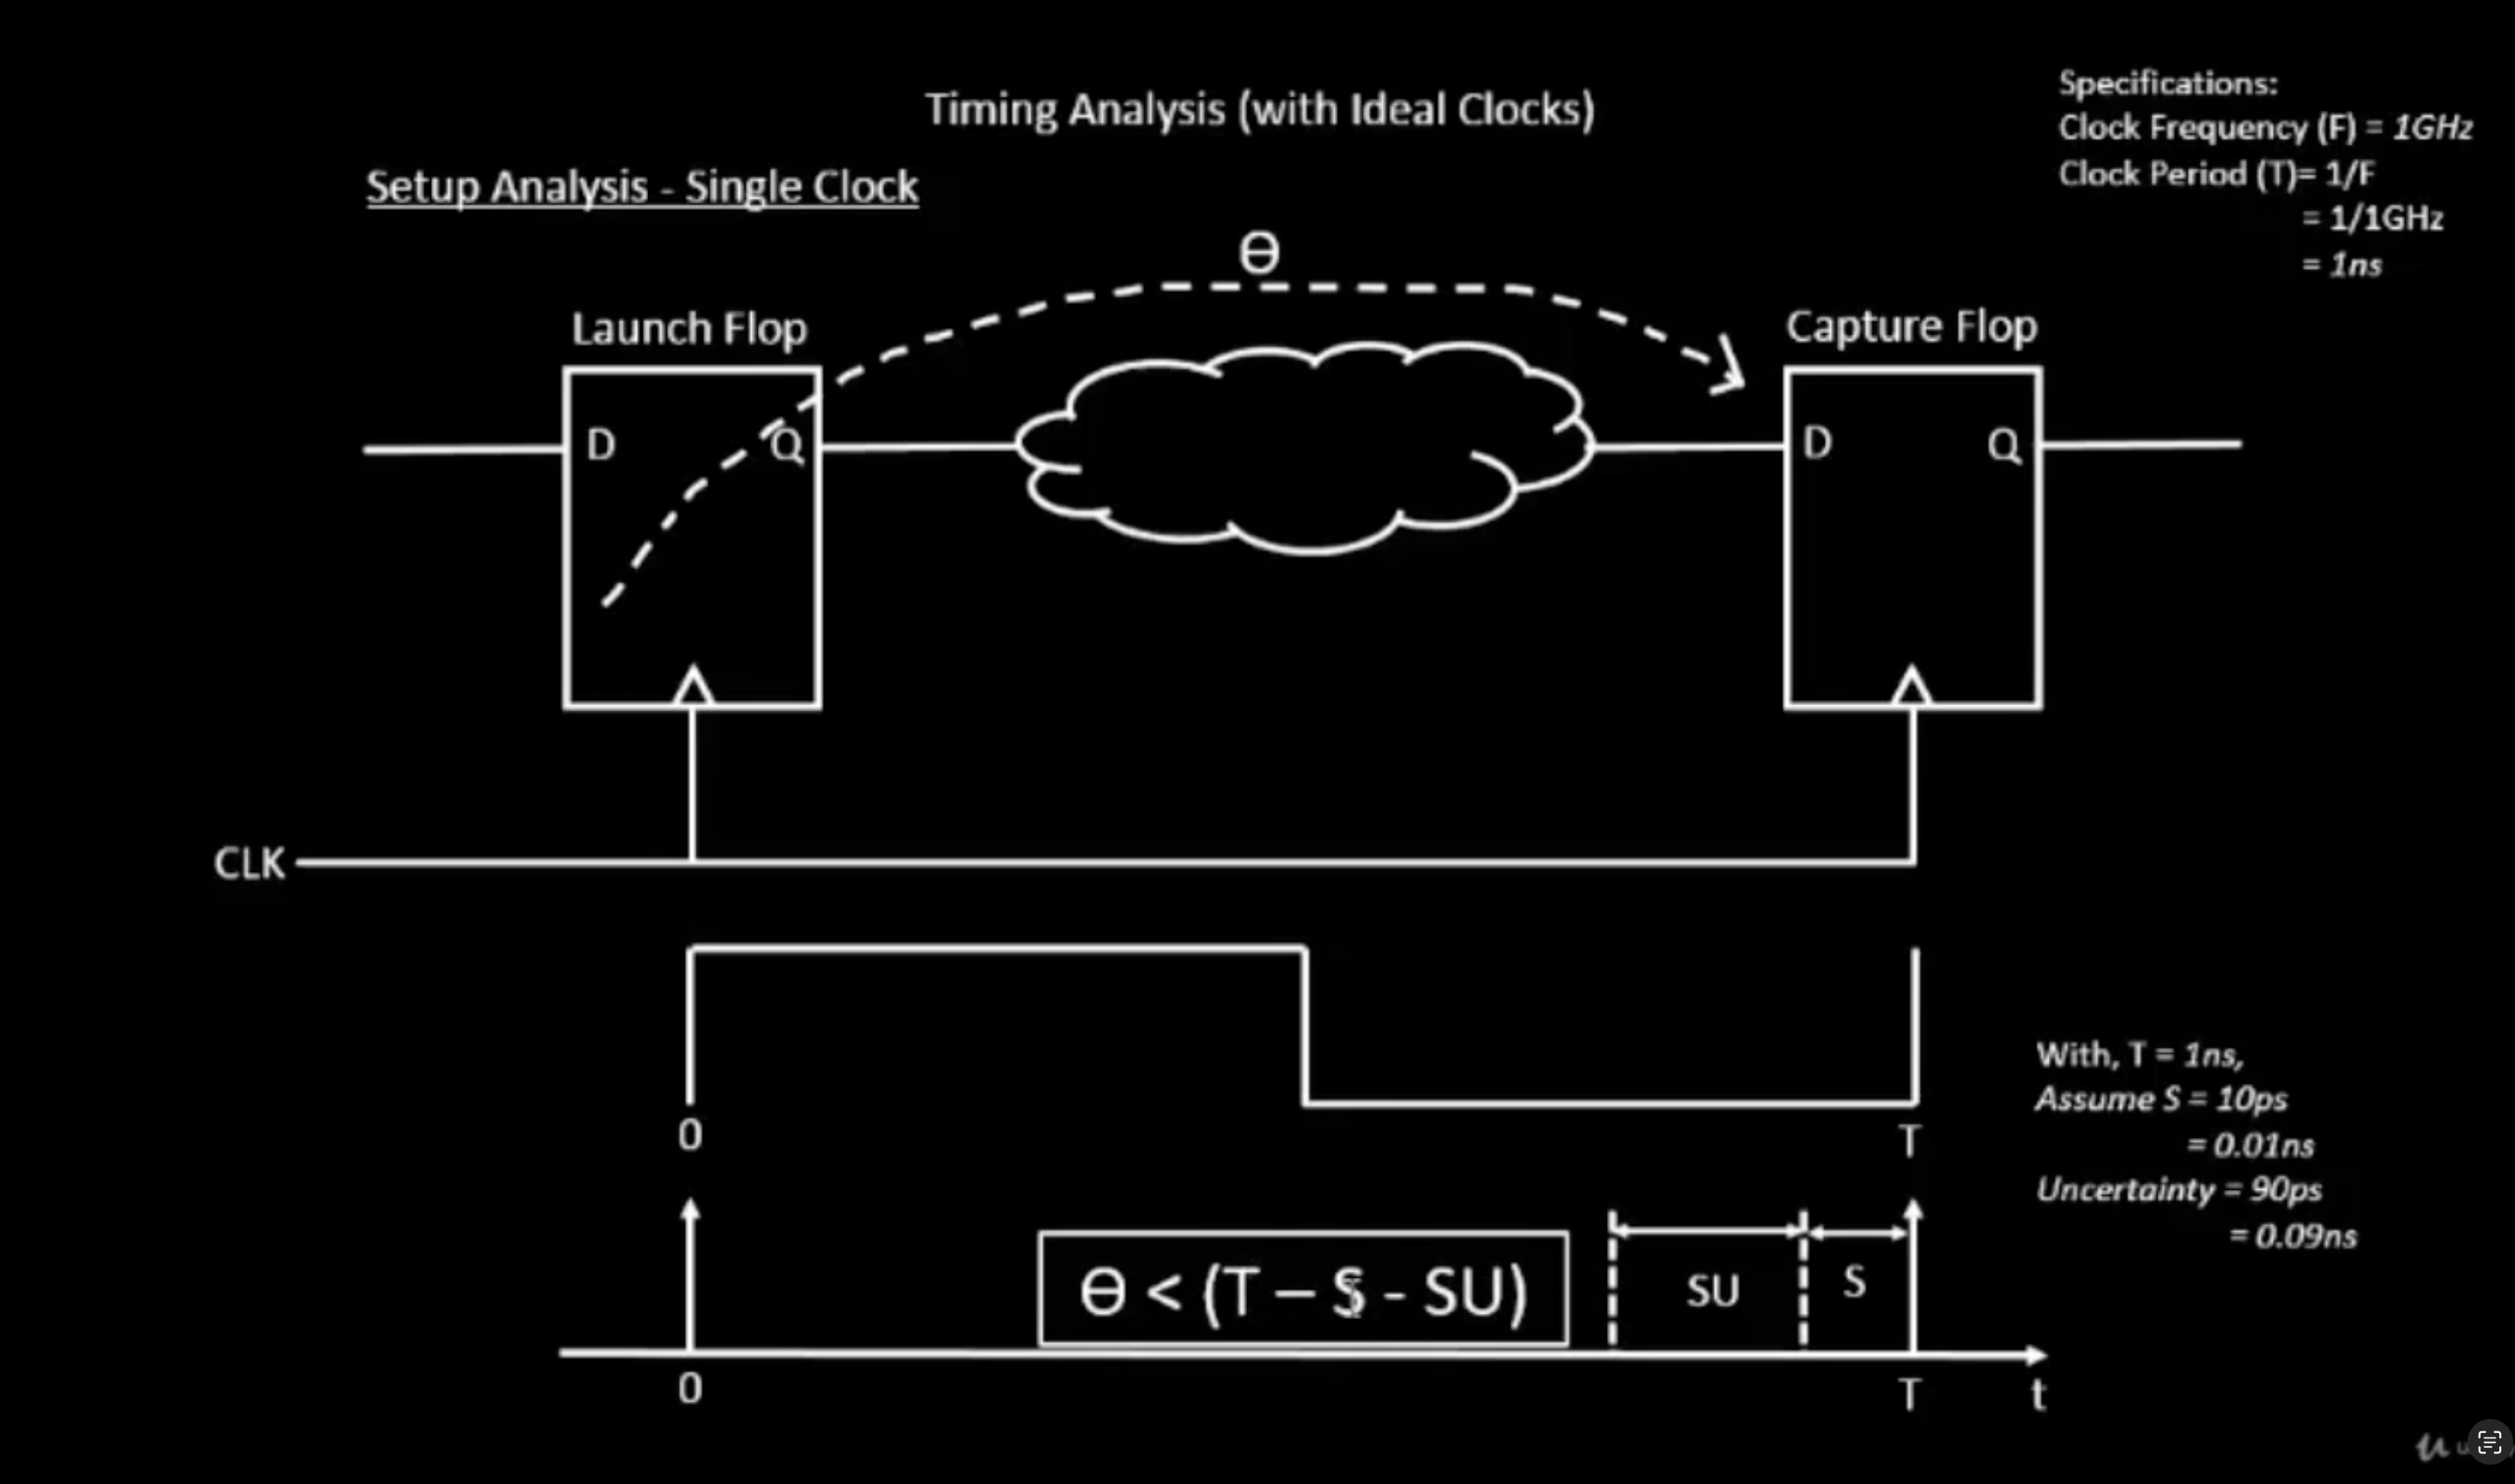 Timing Analysis (with Ideal Clocks)
Setup Analysis - Single Clock
Specifications:
Clock Frequency (F) = 1GHz
Clock Period (T)= 1/F
= 1/1GHz
= 1ns
Ɵ
Launch Flop
Capture Flop
D
Q
D
Q
CLK
0
T
With, T = 1ns,
Assume S = 10ps
= 0.01ns
Uncertainty = 90ps
= 0.09ns
Ɵ < (T – S - SU)
SU
S
0
T
t